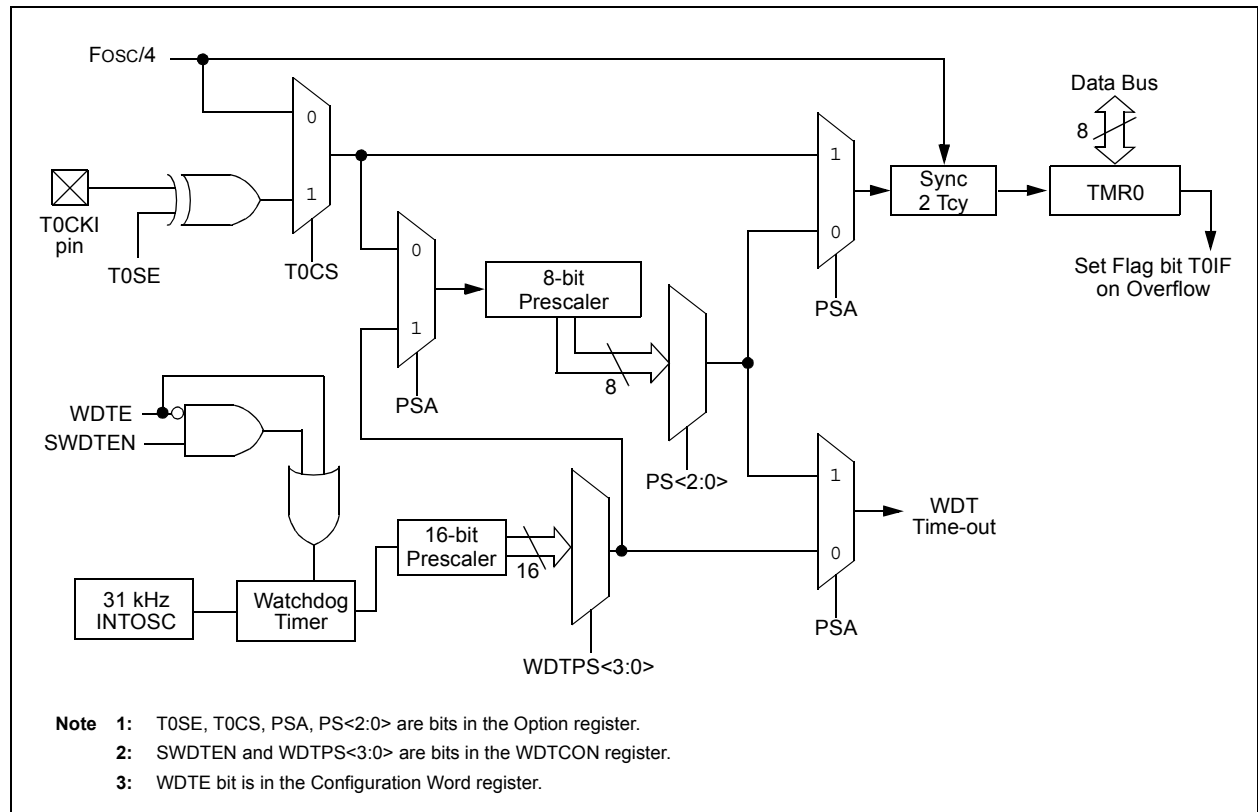 Fosc/4
Data Bus
8
0
1
1
Sync
2 Tcy
TMR0
T0CKI
pin
T0SE
T0CS
0
8-bit
Prescaler
0
Set Flag bit T0IF
on Overflow
1
PSA
8
PSA
WDTE
SWDTEN
PS<2:0>
1
WDT
Time-out
16-bit
Prescaler
16
0
31 kHz
INTOSC
Watchdog
Timer
PSA
WDTPS<3:0>
Note 1: T0SE, T0CS, PSA, PS<2:0> are bits in the Option register.
2: SWDTEN and WDTPS<3:0> are bits in the WDTCON register.
3: WDTE bit is in the Configuration Word register.